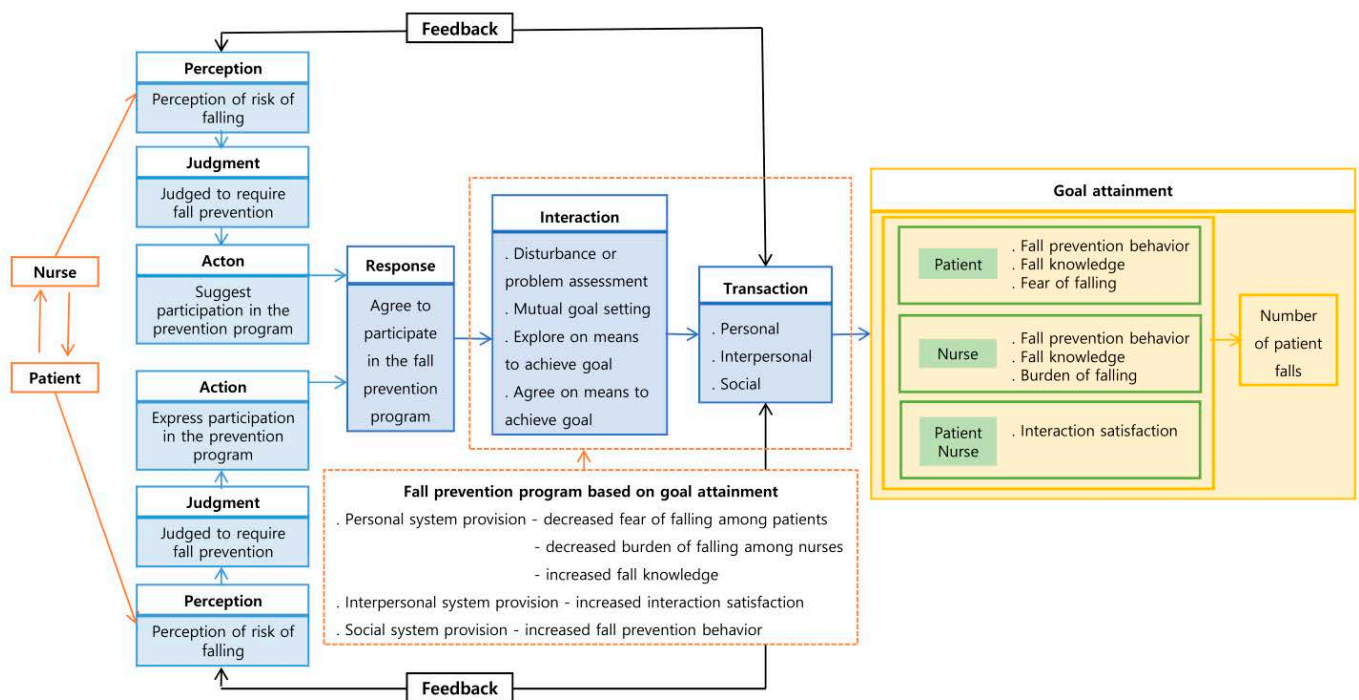 Feedback
Perception
Perception of risk of
falling
Judgment
Judged to require
fall prevention
Acton
Suggest
participation in the
prevention program
Nurse
Patient
Action
Express participation
in the prevention
program
Judgment
Judged to require
fall prevention
Perception
Perception of risk of
falling
Response
Agree to
participate
in the fall
prevention
program
Interaction
. Disturbance or
problem assessment
. Mutual goal setting
. Explore on means
to achieve goal
. Agree on means to
achieve goal
Transaction
. Personal
. Interpersonal
. Social
Fall prevention program based on goal attainment
. Personal system provision - decreased fear of falling among patients
- decreased burden of falling among nurses
- increased fall knowledge
. Interpersonal system provision - increased interaction satisfaction
. Social system provision - increased fall prevention behavior
Feedback
Goal attainment
Patient
. Fall prevention behavior
. Fall knowledge
. Fear of falling
Nurse
. Fall prevention behavior
. Fall knowledge
. Burden of falling
Patient
Nurse
. Interaction satisfaction
Number
of patient
falls